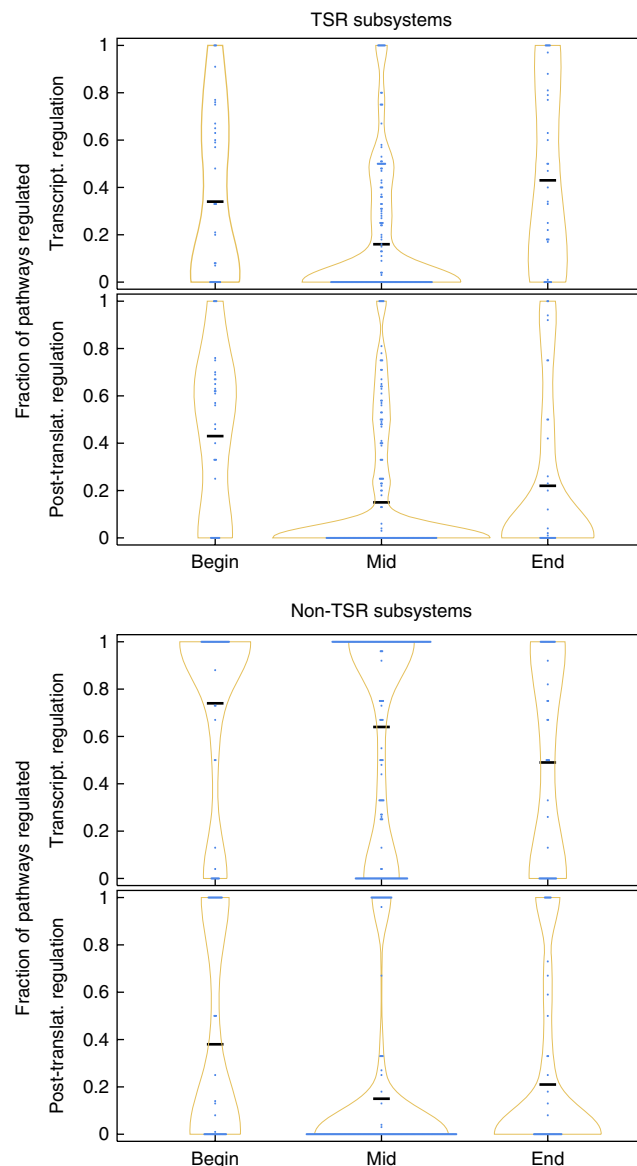 TSR subsystems
Fraction of pathways regulated
Transcript. regulation
1
0.8
0.6
0.4
0.2
0
Post-translat. regulation
1
0.8
0.6
0.4
0.2
0
Begin Mid End
Non-TSR subsystems
Fraction of pathways regulated
Transcript. regulation
1
0.8
0.6
0.4
0.2
0
Post-translat. regulation
1
0.8
0.6
0.4
0.2
0
Begin Mid End